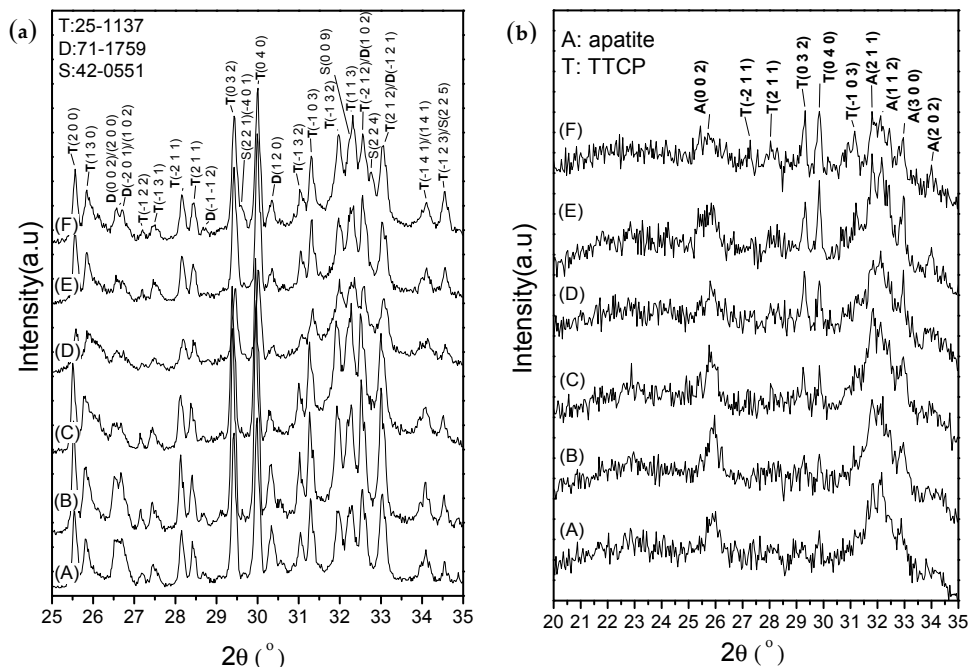 (a)
T:25-1137
D:71-1759
S:42-0551
T(2 0 0)
T(1 3 0)
D(0 0 2)/(2 0 0)
D(-2 0 1)/(1 0 2)
T(-1 2 2)
T(-1 3 1)
T(-2 1 1)
T(2 1 1)
D(-1 -1 2)
T(0 3 2)
S(2 2 1)/(-4 0 1)
T(0 4 0)
D(1 2 0)
T(-1 3 2)
T(-1 0 3)
T(-1 3 2)
S(0 0 9)
T(1 1 3)
T(-2 1 2)/D(1 0 2)
S(2 2 4)
T(2 1 2)/D(-1 2 1)
T(-1 4 1)/(1 4 1)
T(-1 2 3)/S(2 2 5)
(F)
(E)
(D)
(C)
(B)
(A)
Intensity(a.u)
25 26 27 28 29 30 31 32 33 34 35
2θ ( o )
(b)
A: apatite
T: TTCP
A(0 0 2)
T(-2 1 1)
T(2 1 1)
T(0 3 2)
T(0 4 0)
T(-1 0 3)
A(2 1 1)
A(1 1 2)
A(3 0 0)
A(2 0 2)
(F)
(E)
(D)
(C)
(B)
(A)
Intensity(a.u)
20 21 22 23 24 25 26 27 28 29 30 31 32 33 34 35
2θ ( o )